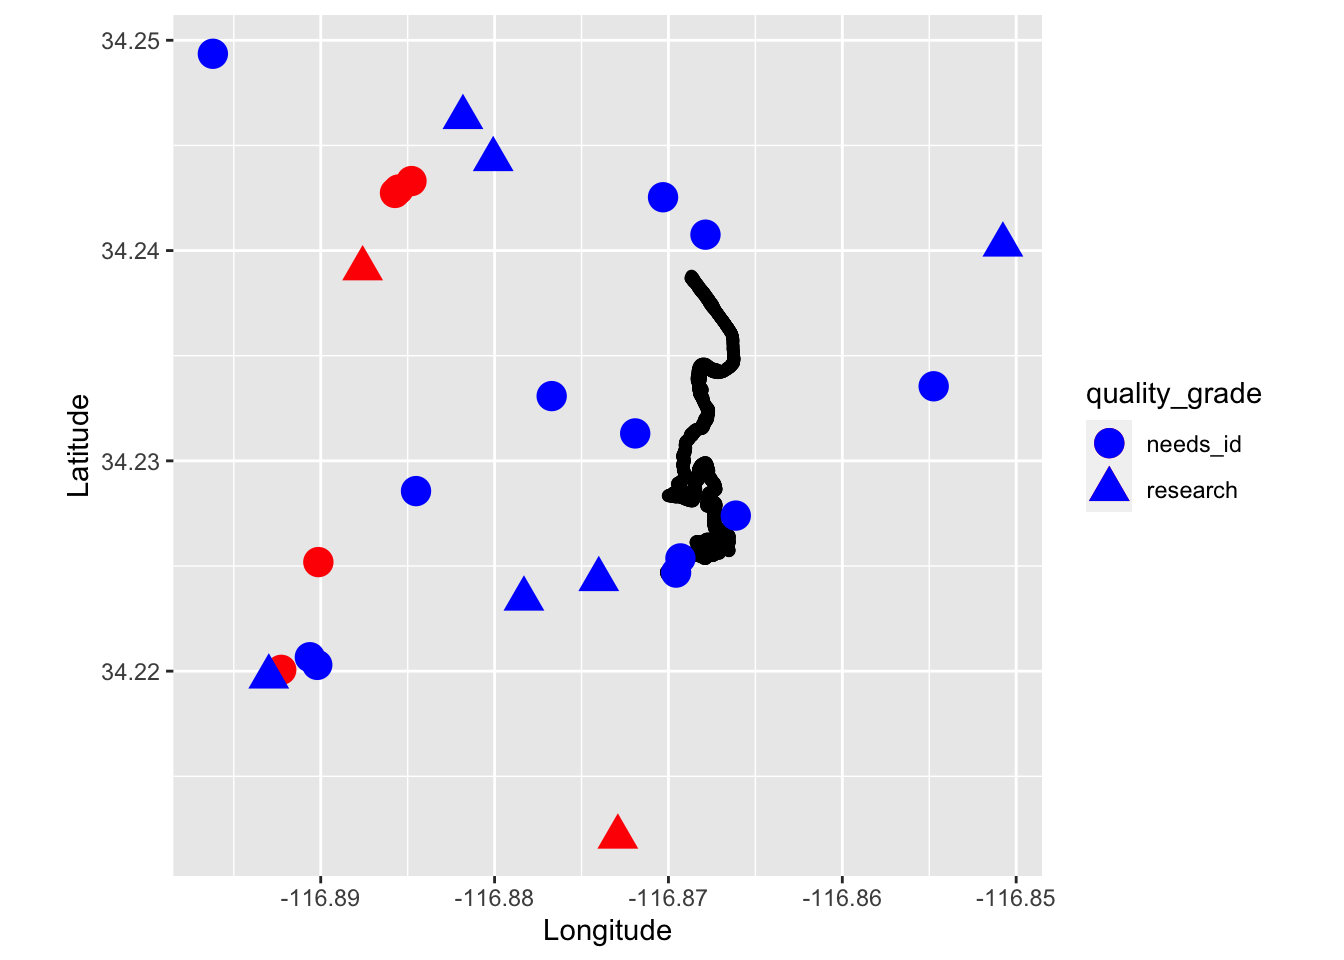 34.25
34.24
34.23
34.22
Latitude
-116.89 -116.88 -116.87 -116.86 -116.85
Longitude
quality_grade
needs_id
research